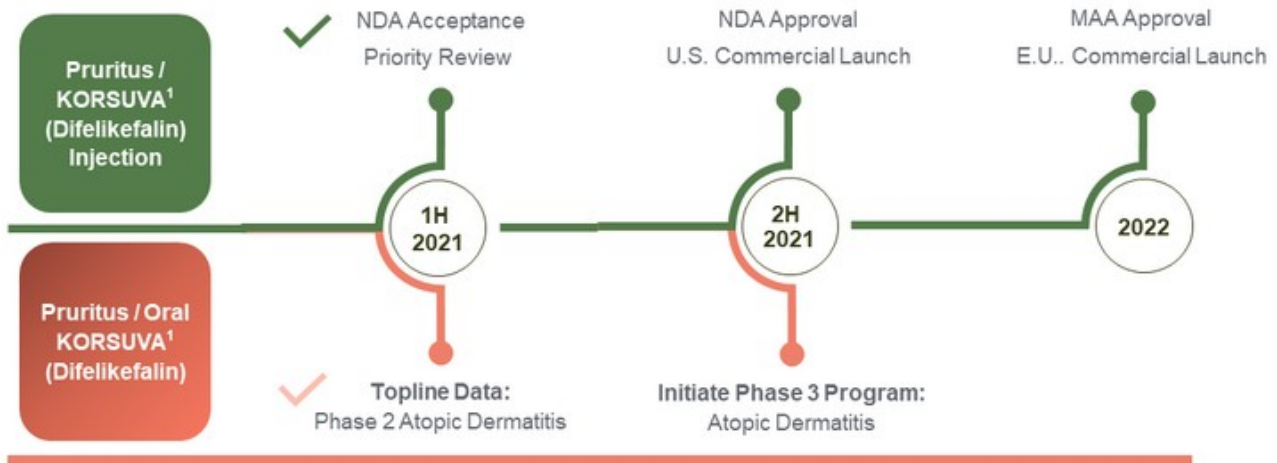 Pruritus /
KORSUVA¹
(Difelikefalin)
Injection
NDA Acceptance
Priority Review
NDA Approval
U.S. Commercial Launch
MAA Approval
E.U.. Commercial Launch
1H
2021
2H
2021
2022
Pruritus / Oral
KORSUVA¹
(Difelikefalin)
Topline Data:
Phase 2 Atopic Dermatitis
Initiate Phase 3 Program:
Atopic Dermatitis